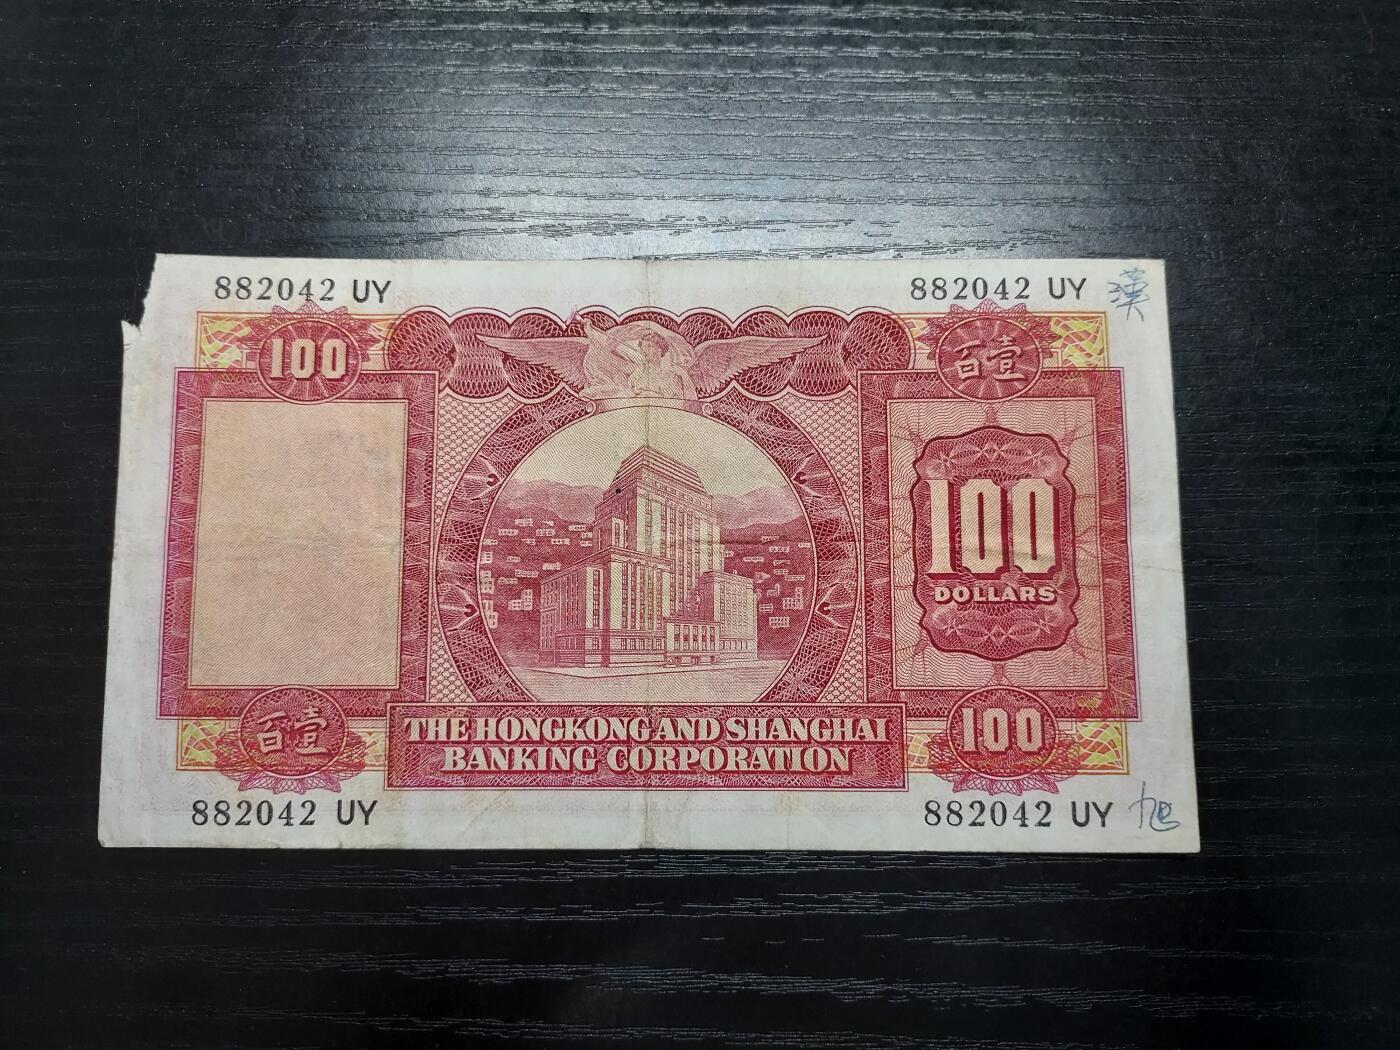 882042 UY
882042 UY 漢
100
百壹
100
DOLLARS
百壹
THE HONGKONG AND SHANGHAI
BANKING CORPORATION
100
882042 UY
882042 UY 旭